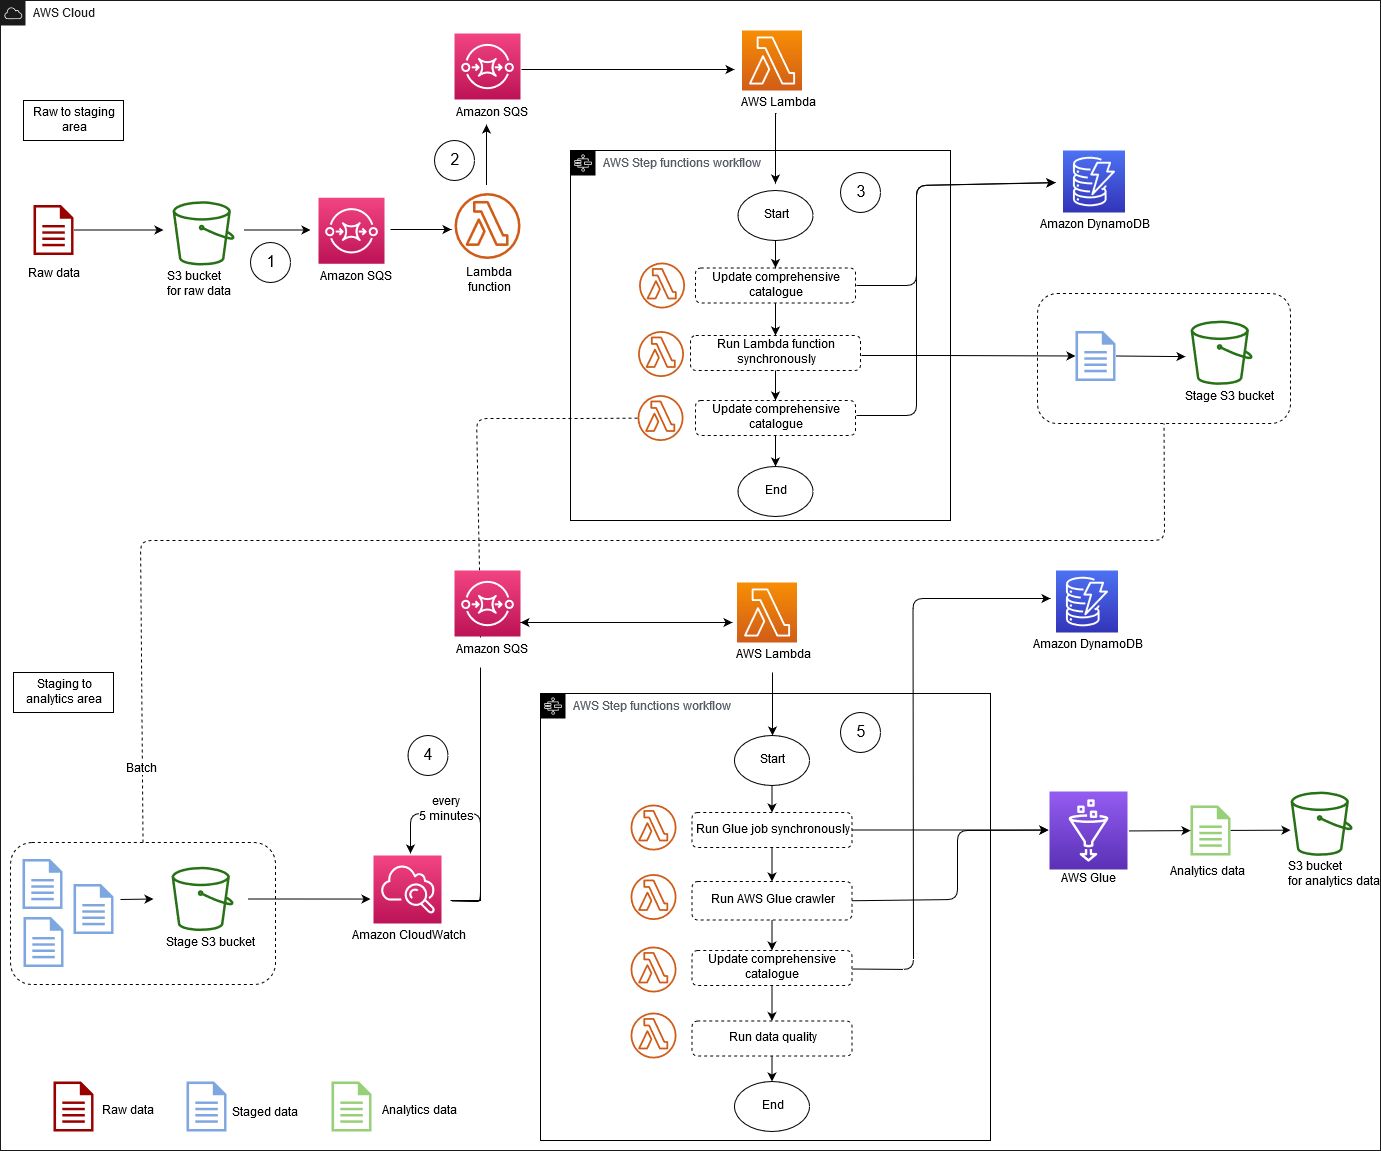 AWS Cloud
Raw to staging
area
Amazon SQS
AWS Lambda
2
AWS Step functions workflow
3
Start
Amazon DynamoDB
Raw data
S3 bucket
for raw data
1
Amazon SQS
Lambda
function
Update comprehensive
catalogue
Run Lambda function
synchronously
Update comprehensive
catalogue
End
Stage S3 bucket
Amazon SQS
AWS Lambda
Amazon DynamoDB
Staging to
analytics area
AWS Step functions workflow
5
Start
4
Batch
every
5 minutes
Run Glue job synchronously
Run AWS Glue crawler
Update comprehensive
catalogue
Run data quality
End
AWS Glue
Analytics data
S3 bucket
for analytics data
Stage S3 bucket
Amazon CloudWatch
Raw data
Staged data
Analytics data